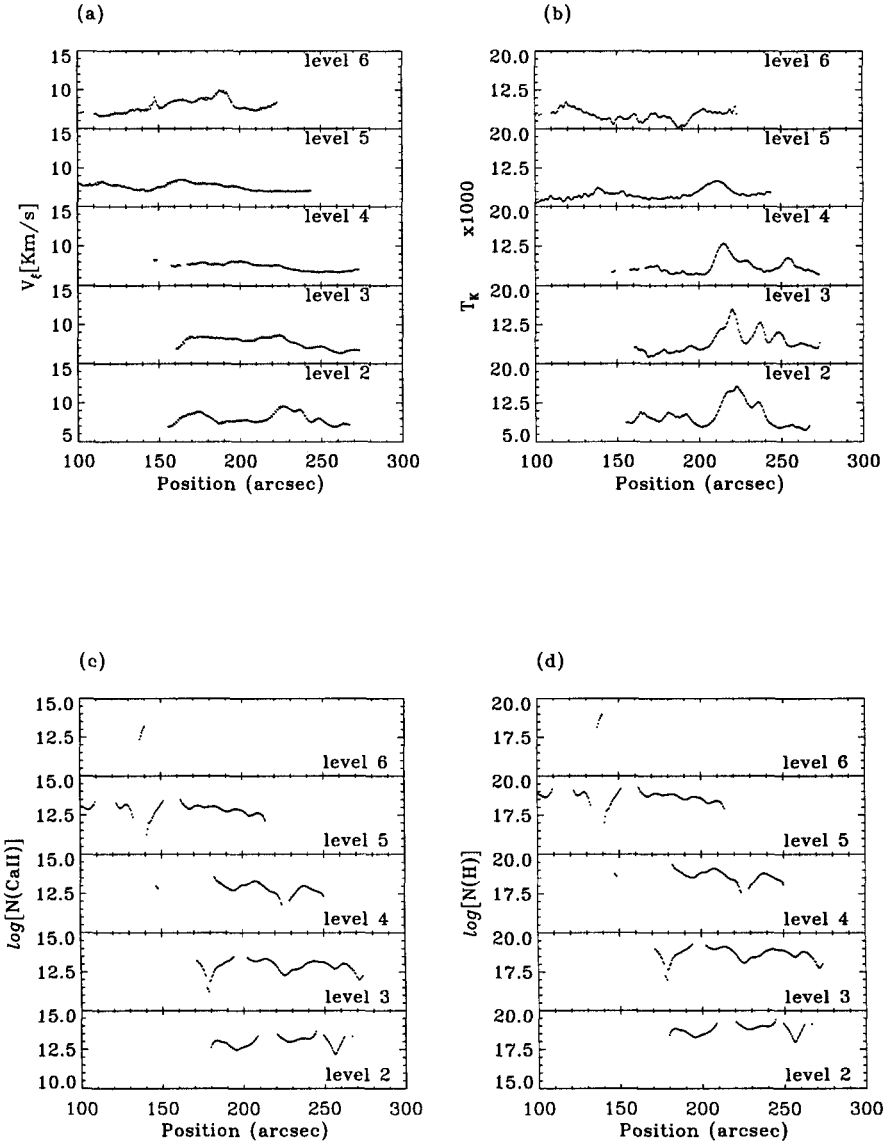 (a)
15
level 6
10
15
level 5
10
15
level 4
10
15
level 3
10
15
level 2
10
5
100 150 200 250 300
Position (arcsec)
Vξ[Km/s]
(b)
20.0
level 6
12.5
20.0
level 5
12.5
20.0
level 4
12.5
20.0
level 3
12.5
20.0
level 2
12.5
5.0
100 150 200 250 300
Position (arcsec)
T_K x1000
(c)
15.0
12.5
level 6
15.0
12.5
level 5
15.0
12.5
level 4
15.0
12.5
level 3
15.0
12.5
level 2
10.0
100 150 200 250 300
Position (arcsec)
log[N(CaII)]
(d)
20.0
17.5
level 6
20.0
17.5
level 5
20.0
17.5
level 4
20.0
17.5
level 3
20.0
17.5
level 2
15.0
100 150 200 250 300
Position (arcsec)
log[N(H)]